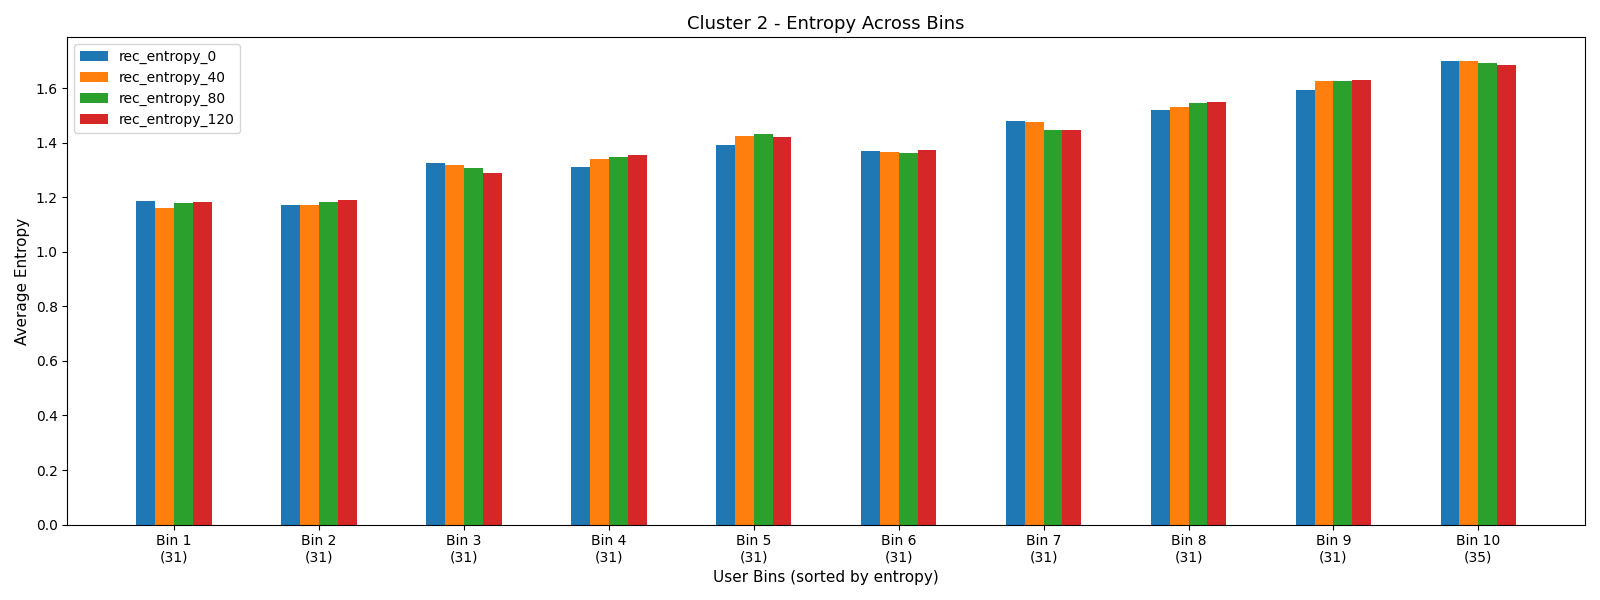 Cluster 2 - Entropy Across Bins
rec_entropy_0
rec_entropy_40
rec_entropy_80
rec_entropy_120
Average Entropy
1.6
1.4
1.2
1.0
0.8
0.6
0.4
0.2
0.0
Bin 1 Bin 2 Bin 3 Bin 4 Bin 5 Bin 6 Bin 7 Bin 8 Bin 9 Bin 10
(31) (31) (31) (31) (31) (31) (31) (31) (31) (35)
User Bins (sorted by entropy)